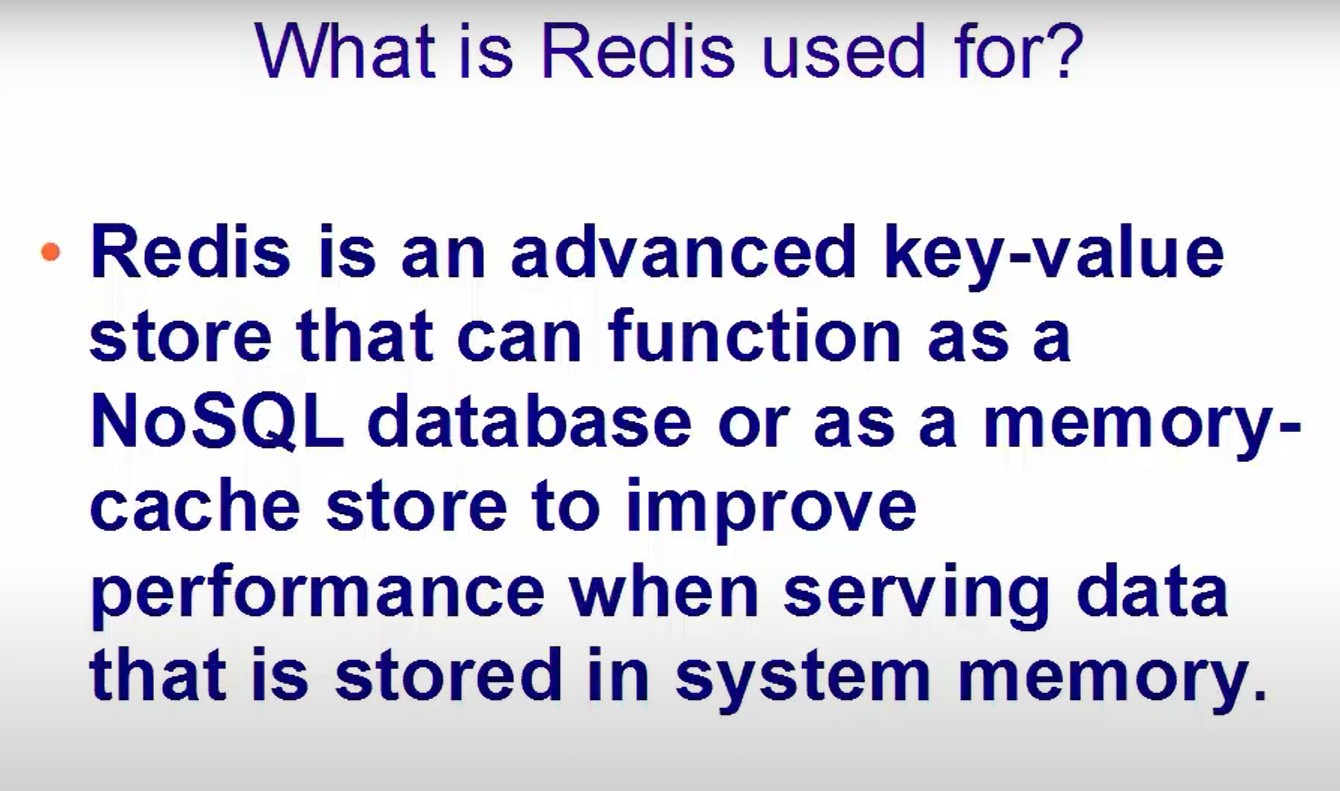 What is Redis used for?
• Redis is an advanced key-value
store that can function as a
NoSQL database or as a memory-
cache store to improve
performance when serving data
that is stored in system memory.